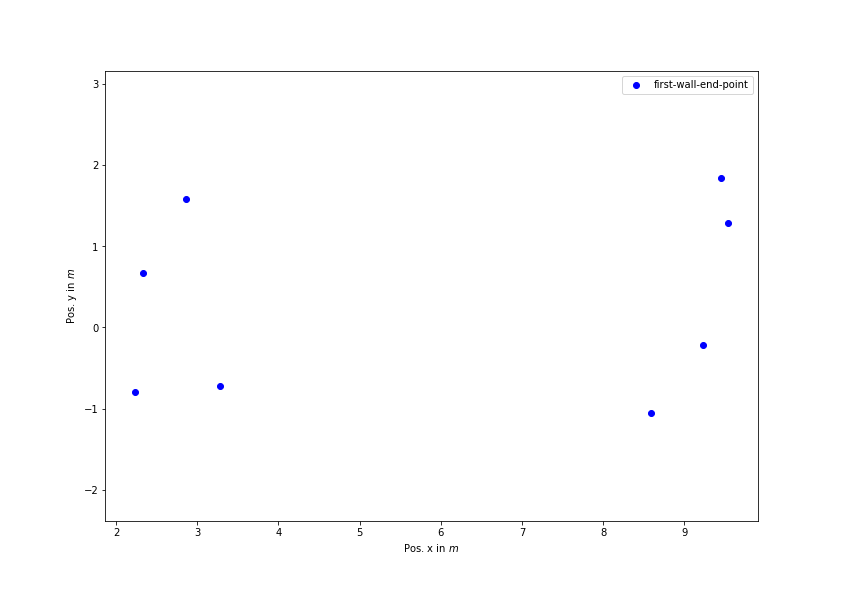 first-wall-end-point
3
2
1
0
−1
−2
Pos. y in m
2 3 4 5 6 7 8 9
Pos. x in m